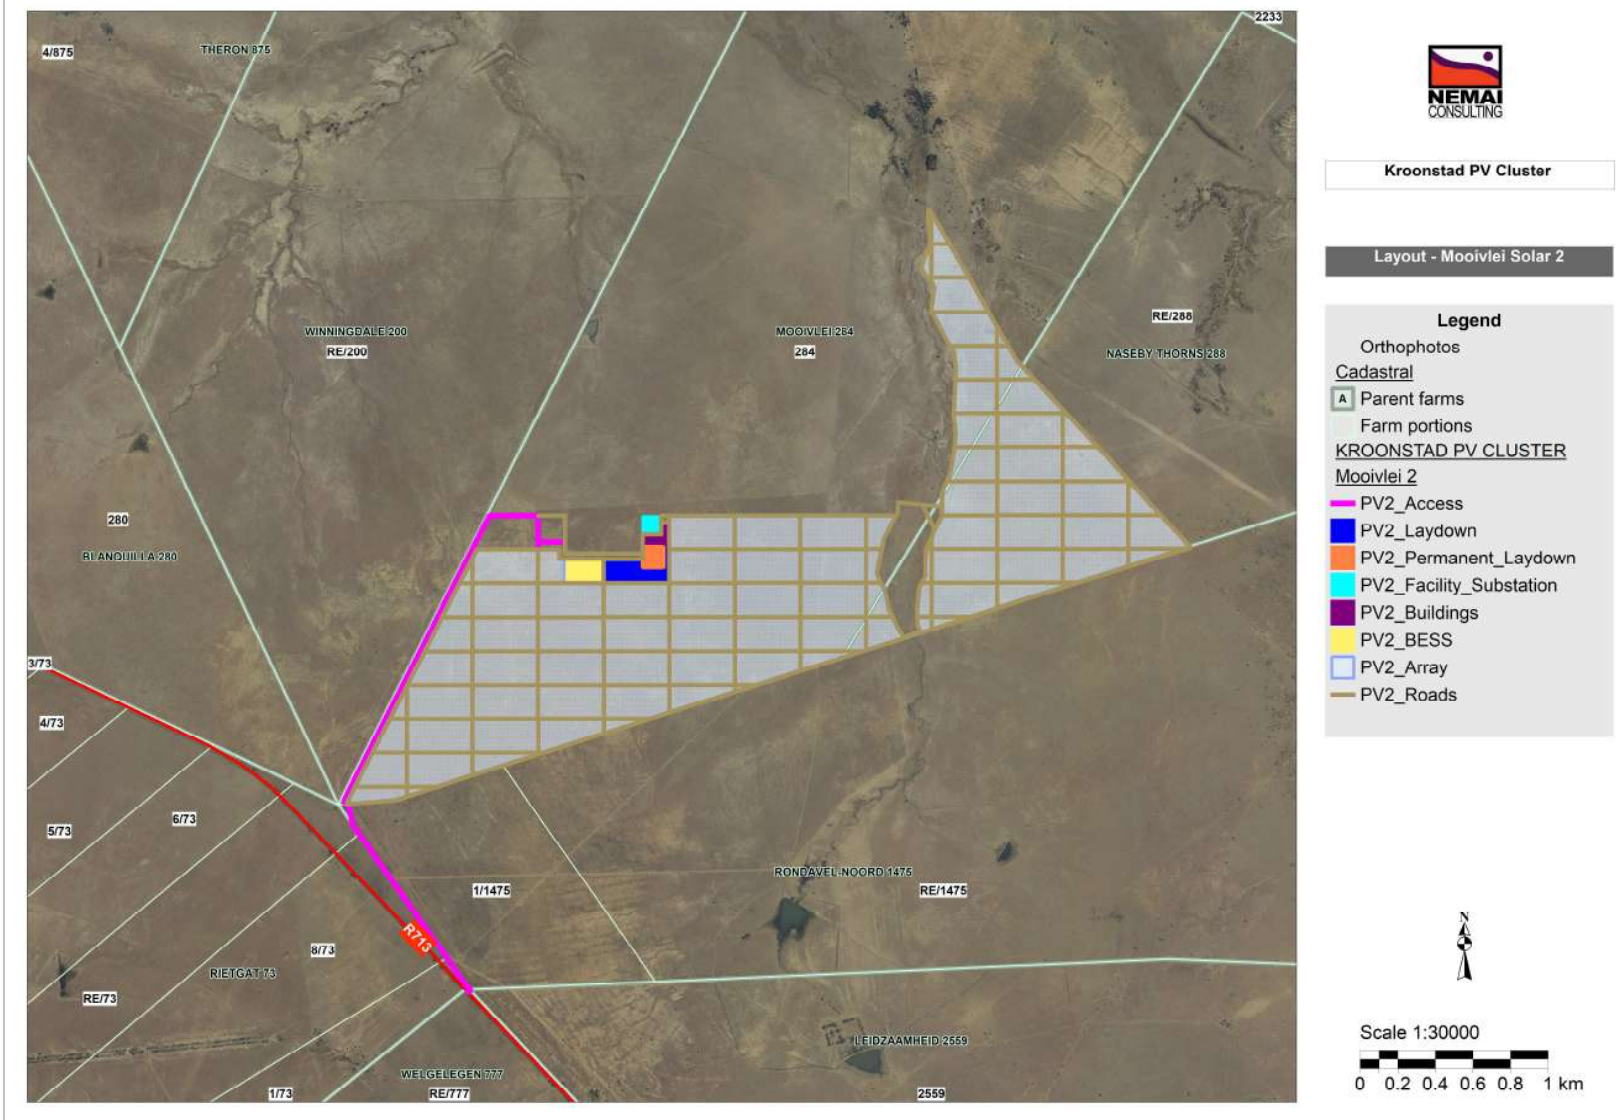 2233
4/875
THERON 875
WINNINGDALE 200
RE/200
MOOIVLEI 284
284
RE/288
NASEBY THORNS 288
280
BLANQUILLA 280
3/73
4/73
5/73
6/73
1/1475
RONDAVEL-NOORD 1475
RE/1475
R713
8/73
RIETGAT 73
RE/73
LEIDZAAMHEID 2559
WELGELEGEN 777
1/73
RE/777
2559
NEMAI
CONSULTING
Kroonstad PV Cluster
Layout - Mooivlei Solar 2
Legend
Orthophotos
Cadastral
A Parent farms
Farm portions
KROONSTAD PV CLUSTER
Mooivlei 2
PV2_Access
PV2_Laydown
PV2_Permanent_Laydown
PV2_Facility_Substation
PV2_Buildings
PV2_BESS
PV2_Array
PV2_Roads
N
Scale 1:30000
0 0.2 0.4 0.6 0.8 1 km